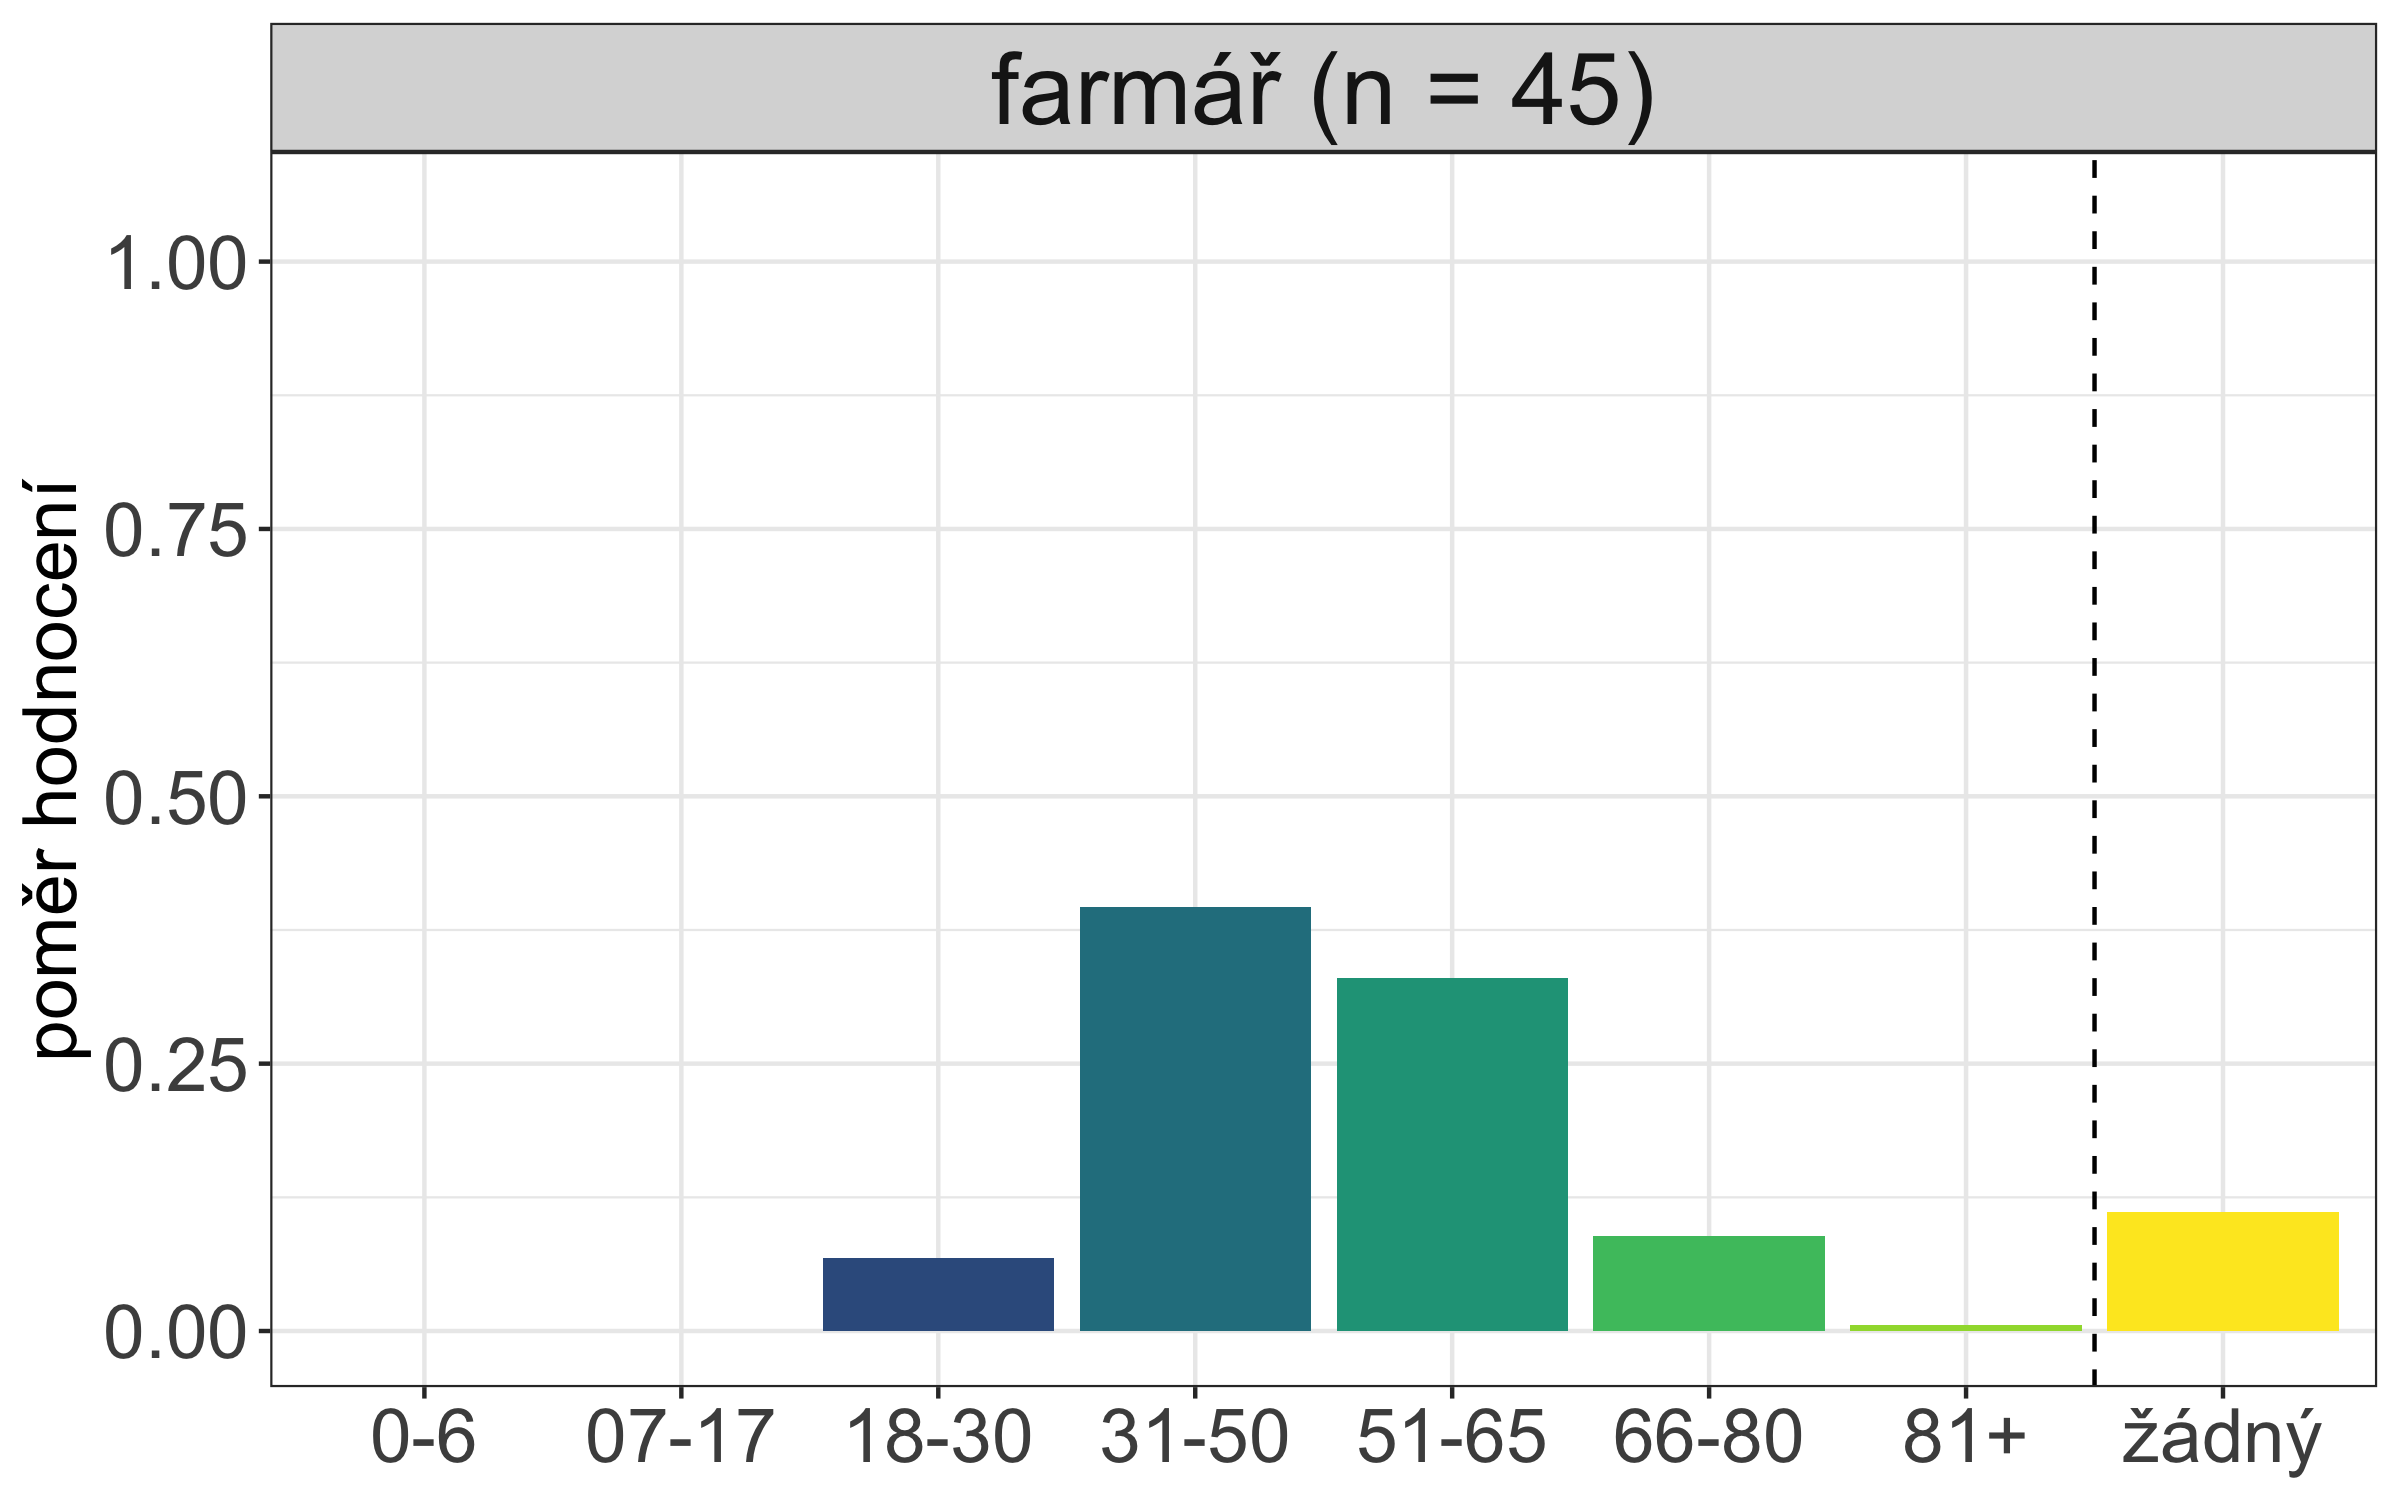 farmář (n = 45)
poměr hodnocení
1.00
0.75
0.50
0.25
0.00
0-6 07-17 18-30 31-50 51-65 66-80 81+ žádný